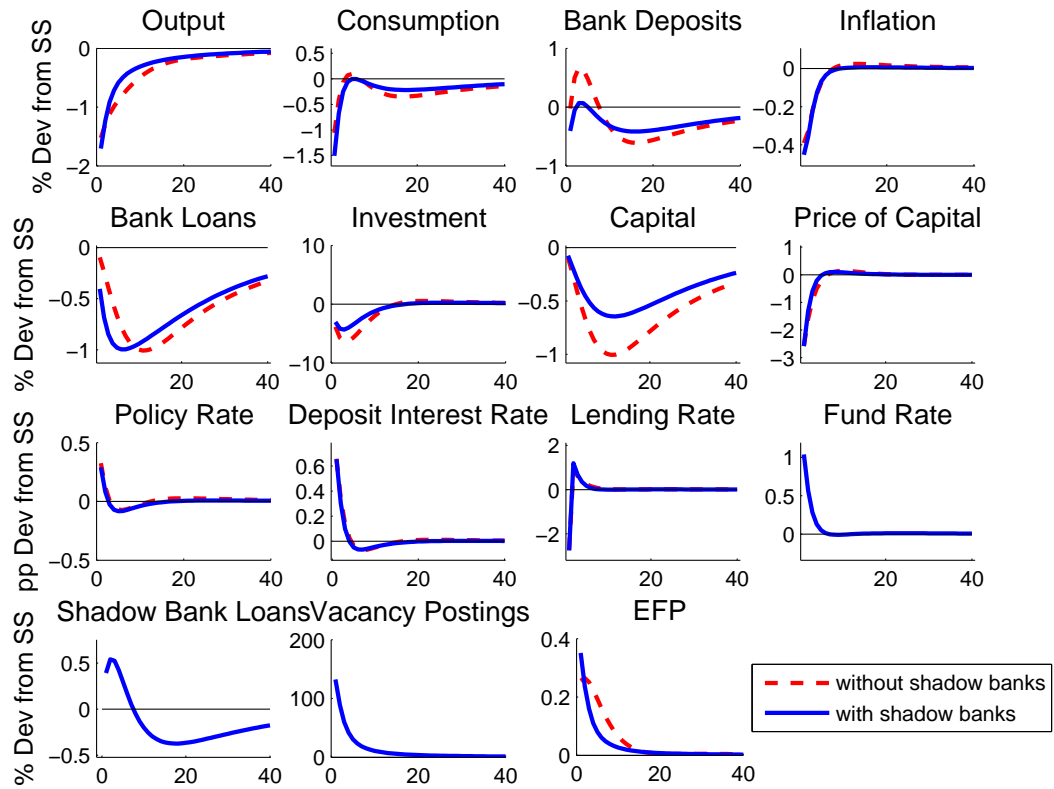 Output
Consumption
Bank Deposits
Inflation
% Dev from SS
0
−1
−2
0 20 40
0.5
0
−0.5
−1
−1.5
20 40
1
0
−1
0 20 40
0
−0.2
−0.4
20 40
Bank Loans
Investment
Capital
Price of Capital
% Dev from SS
0
−0.5
−1
20 40
10
0
−10
0 20 40
0
−0.5
−1
20 40
1
0
−1
−2
−3
20 40
Policy Rate
Deposit Interest Rate
Lending Rate
Fund Rate
pp Dev from SS
0.5
0
−0.5
0 20 40
0.6
0.4
0.2
0
20 40
2
0
−2
20 40
1
0.5
0
20 40
Shadow Bank Loans
Vacancy Postings
EFP
% Dev from SS
0.5
0
−0.5
20 40
200
100
0
0 20 40
0.4
0.2
0
0 20 40
without shadow banks
with shadow banks